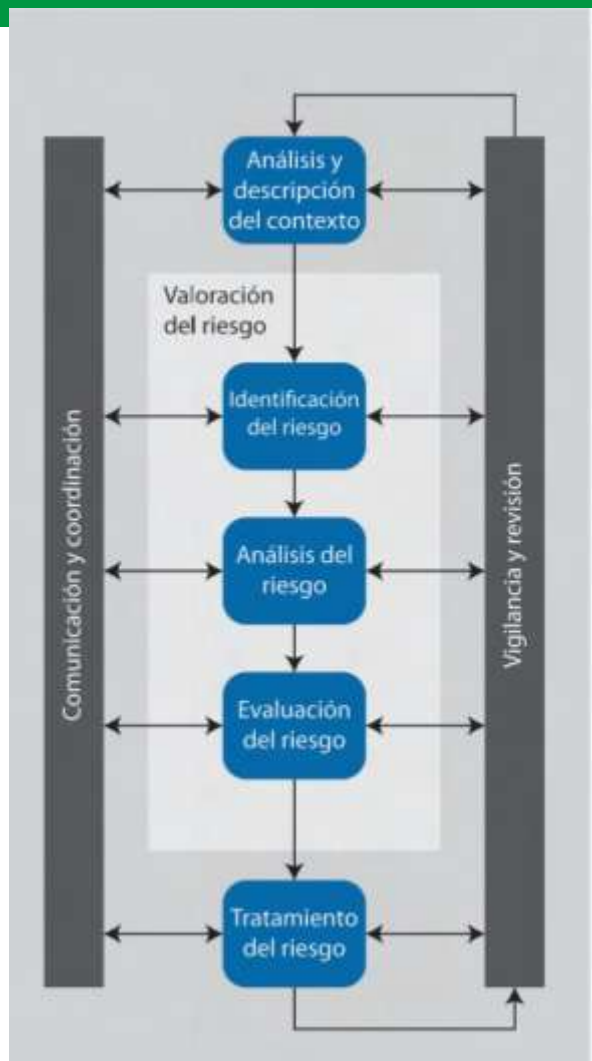 Análisis y
descripción
del contexto
Valoración
del riesgo
Identificación
del riesgo
Análisis del
riesgo
Evaluación
del riesgo
Tratamiento
del riesgo
Comunicación y coordinación
Vigilancia y revisión